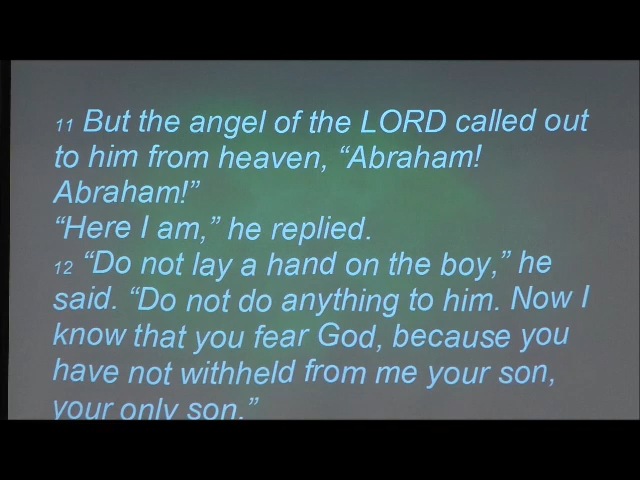 11 But the angel of the LORD called out
to him from heaven, “Abraham!
Abraham!”
“Here I am,” he replied.
12 “Do not lay a hand on the boy,” he
said. “Do not do anything to him. Now I
know that you fear God, because you
have not withheld from me your son,
your only son.”